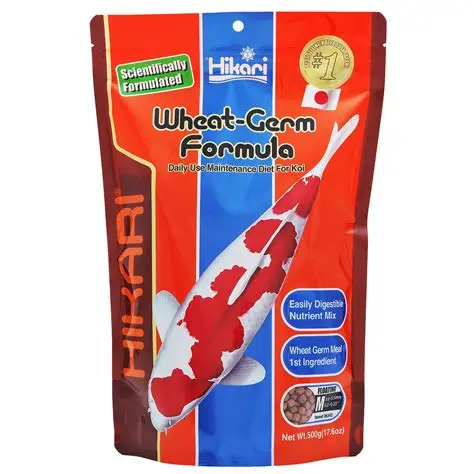 Scientifically
Formulated
Hikari
#1
Wheat-Germ
Formula
Daily Use Maintenance Diet For Koi
HIKARI
Easily Digestible
Nutrient Mix
Wheat Germ Meal
1st Ingredient
FLOATING
M
Net Wt.500g(17.6oz)